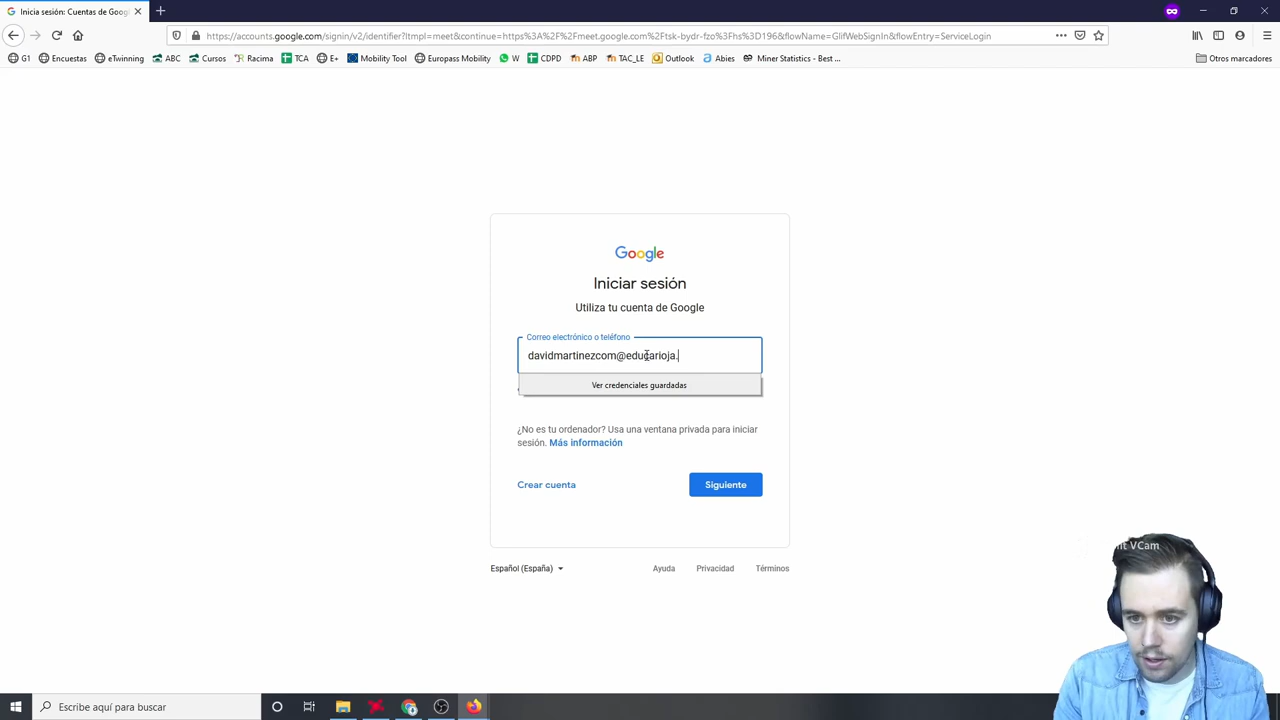 Inicia sesión: Cuentas de Goog
https://accounts.google.com/signin/v2/identifier?ltmpl=meet&continue=https%3A%2F%2Fmeet.google.com%2Ftsk-bydr-fzo%3Fhs%3D196&flowName=GlifWebSignIn&flowEntry=ServiceLogin
G1 Encuestas eTwinning ABC Cursos Racima TCA E+ Mobility Tool Europass Mobility W CDPD ABP TAC_LE Outlook Abies Miner Statistics - Best ... Otros marcadores
Google
Iniciar sesión
Utiliza tu cuenta de Google
Correo electrónico o teléfono
davidmartinezcom@educarioja.
Ver credenciales guardadas
¿No es tu ordenador? Usa una ventana privada para iniciar
sesión. Más información
Crear cuenta Siguiente
VCam
Español (España) Ayuda Privacidad Términos
Escribe aquí para buscar